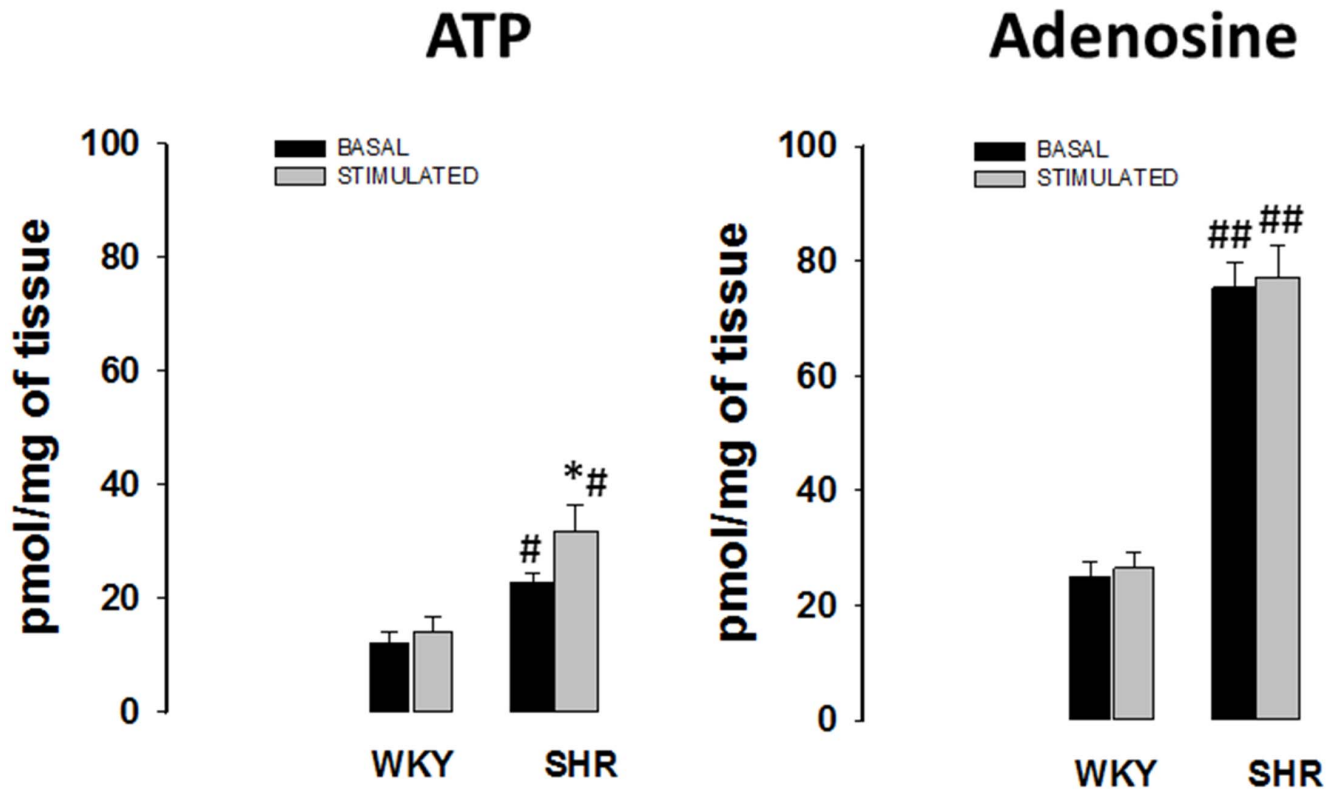 ATP
100
80
60
40
20
0
pmol/mg of tissue
BASAL
STIMULATED
#
*#
WKY
SHR
Adenosine
100
80
60
40
20
0
pmol/mg of tissue
BASAL
STIMULATED
##
##
WKY
SHR